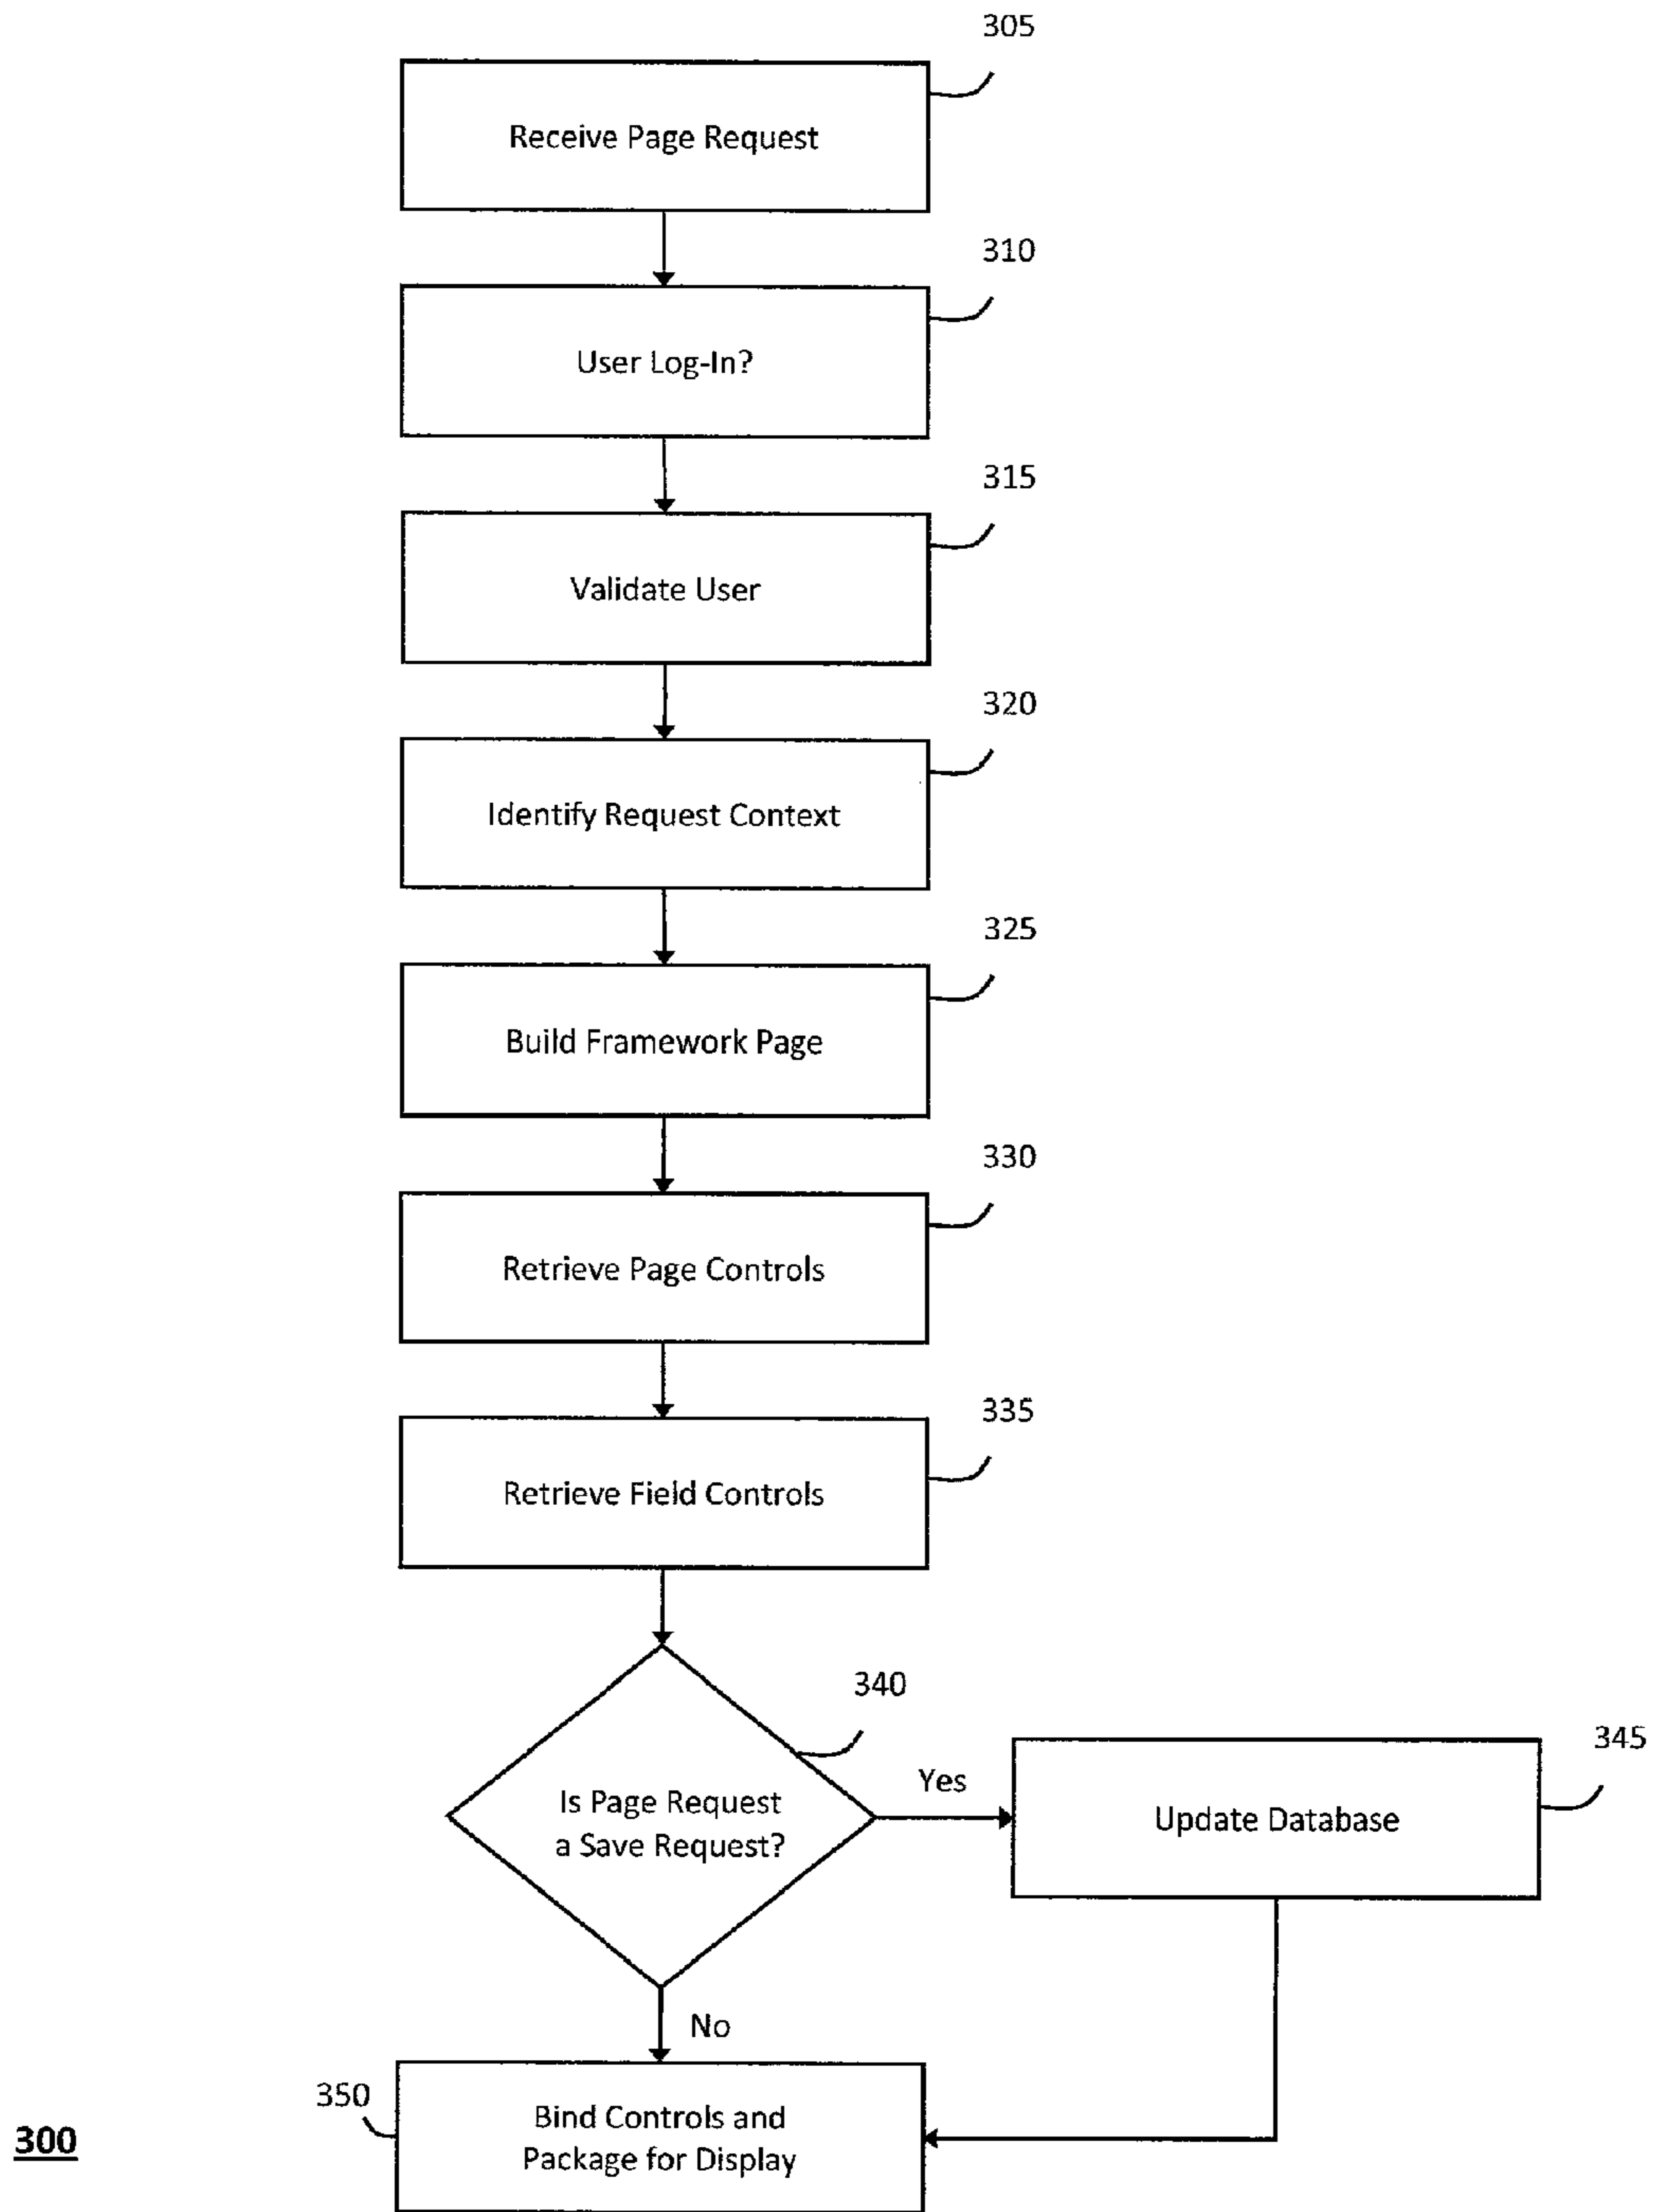 305
Receive Page Request
310
User Log-In?
315
Validate User
320
Identify Request Context
325
Build Framework Page
330
Retrieve Page Controls
335
Retrieve Field Controls
340
Is Page Request
a Save Request?
Yes
345
Update Database
No
350
Bind Controls and
Package for Display
300